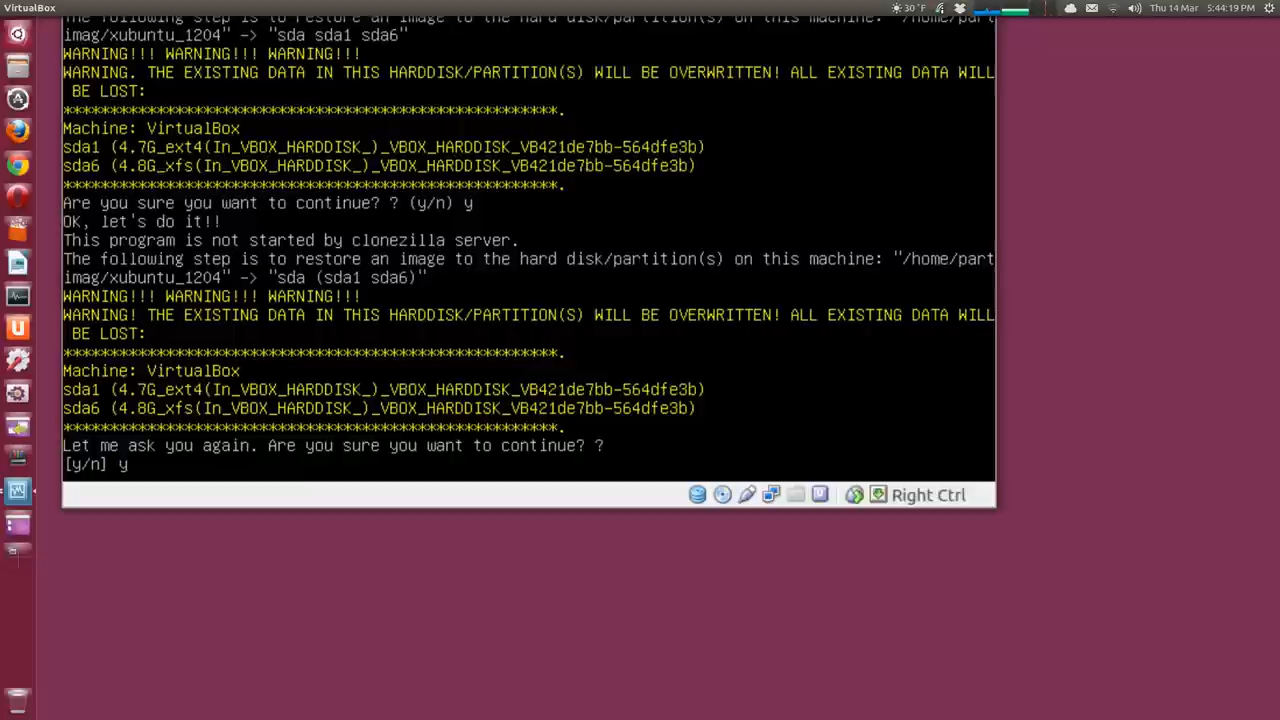 VirtualBox
30 °F
Thu 14 Mar 5:44:19 PM
The following step is to restore an image to the hard disk/partition(s) on this machine: "/home/part
imag/xubuntu_1204" -> "sda sda1 sda6"
WARNING!!! WARNING!!! WARNING!!!
WARNING. THE EXISTING DATA IN THIS HARDDISK/PARTITION(S) WILL BE OVERWRITTEN! ALL EXISTING DATA WILL
BE LOST:
*****************************************************.
Machine: VirtualBox
sda1 (4.7G_ext4(In_VBOX_HARDDISK_)_VBOX_HARDDISK_VB421de7bb-564dfe3b)
sda6 (4.8G_xfs(In_VBOX_HARDDISK_)_VBOX_HARDDISK_VB421de7bb-564dfe3b)
*****************************************************.
Are you sure you want to continue? ? (y/n) y
OK, let's do it!!
This program is not started by clonezilla server.
The following step is to restore an image to the hard disk/partition(s) on this machine: "/home/part
imag/xubuntu_1204" -> "sda (sda1 sda6)"
WARNING!!! WARNING!!! WARNING!!!
WARNING! THE EXISTING DATA IN THIS HARDDISK/PARTITION(S) WILL BE OVERWRITTEN! ALL EXISTING DATA WILL
BE LOST:
*****************************************************.
Machine: VirtualBox
sda1 (4.7G_ext4(In_VBOX_HARDDISK_)_VBOX_HARDDISK_VB421de7bb-564dfe3b)
sda6 (4.8G_xfs(In_VBOX_HARDDISK_)_VBOX_HARDDISK_VB421de7bb-564dfe3b)
*****************************************************.
Let me ask you again. Are you sure you want to continue? ?
[y/n] y
Right Ctrl